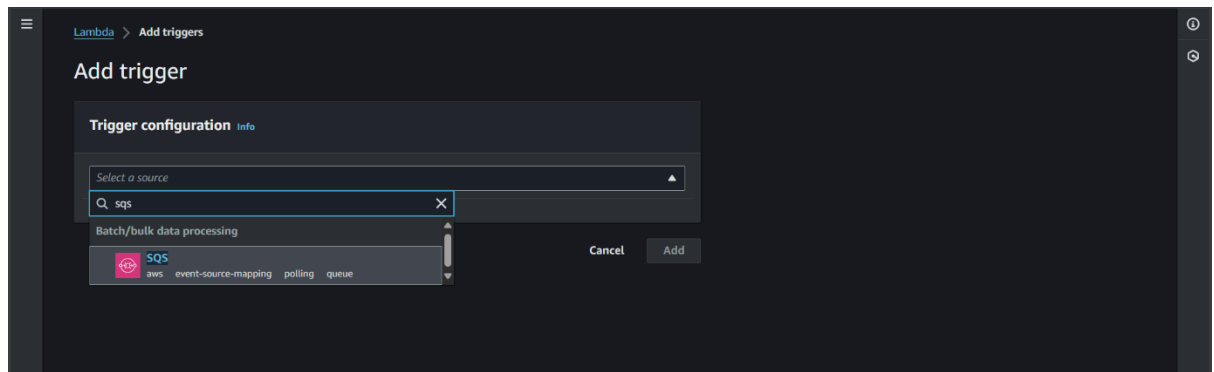 Lambda > Add triggers
Add trigger
Trigger configuration Info
Select a source
sqs
Batch/bulk data processing
SQS
aws event-source-mapping polling queue
Cancel Add